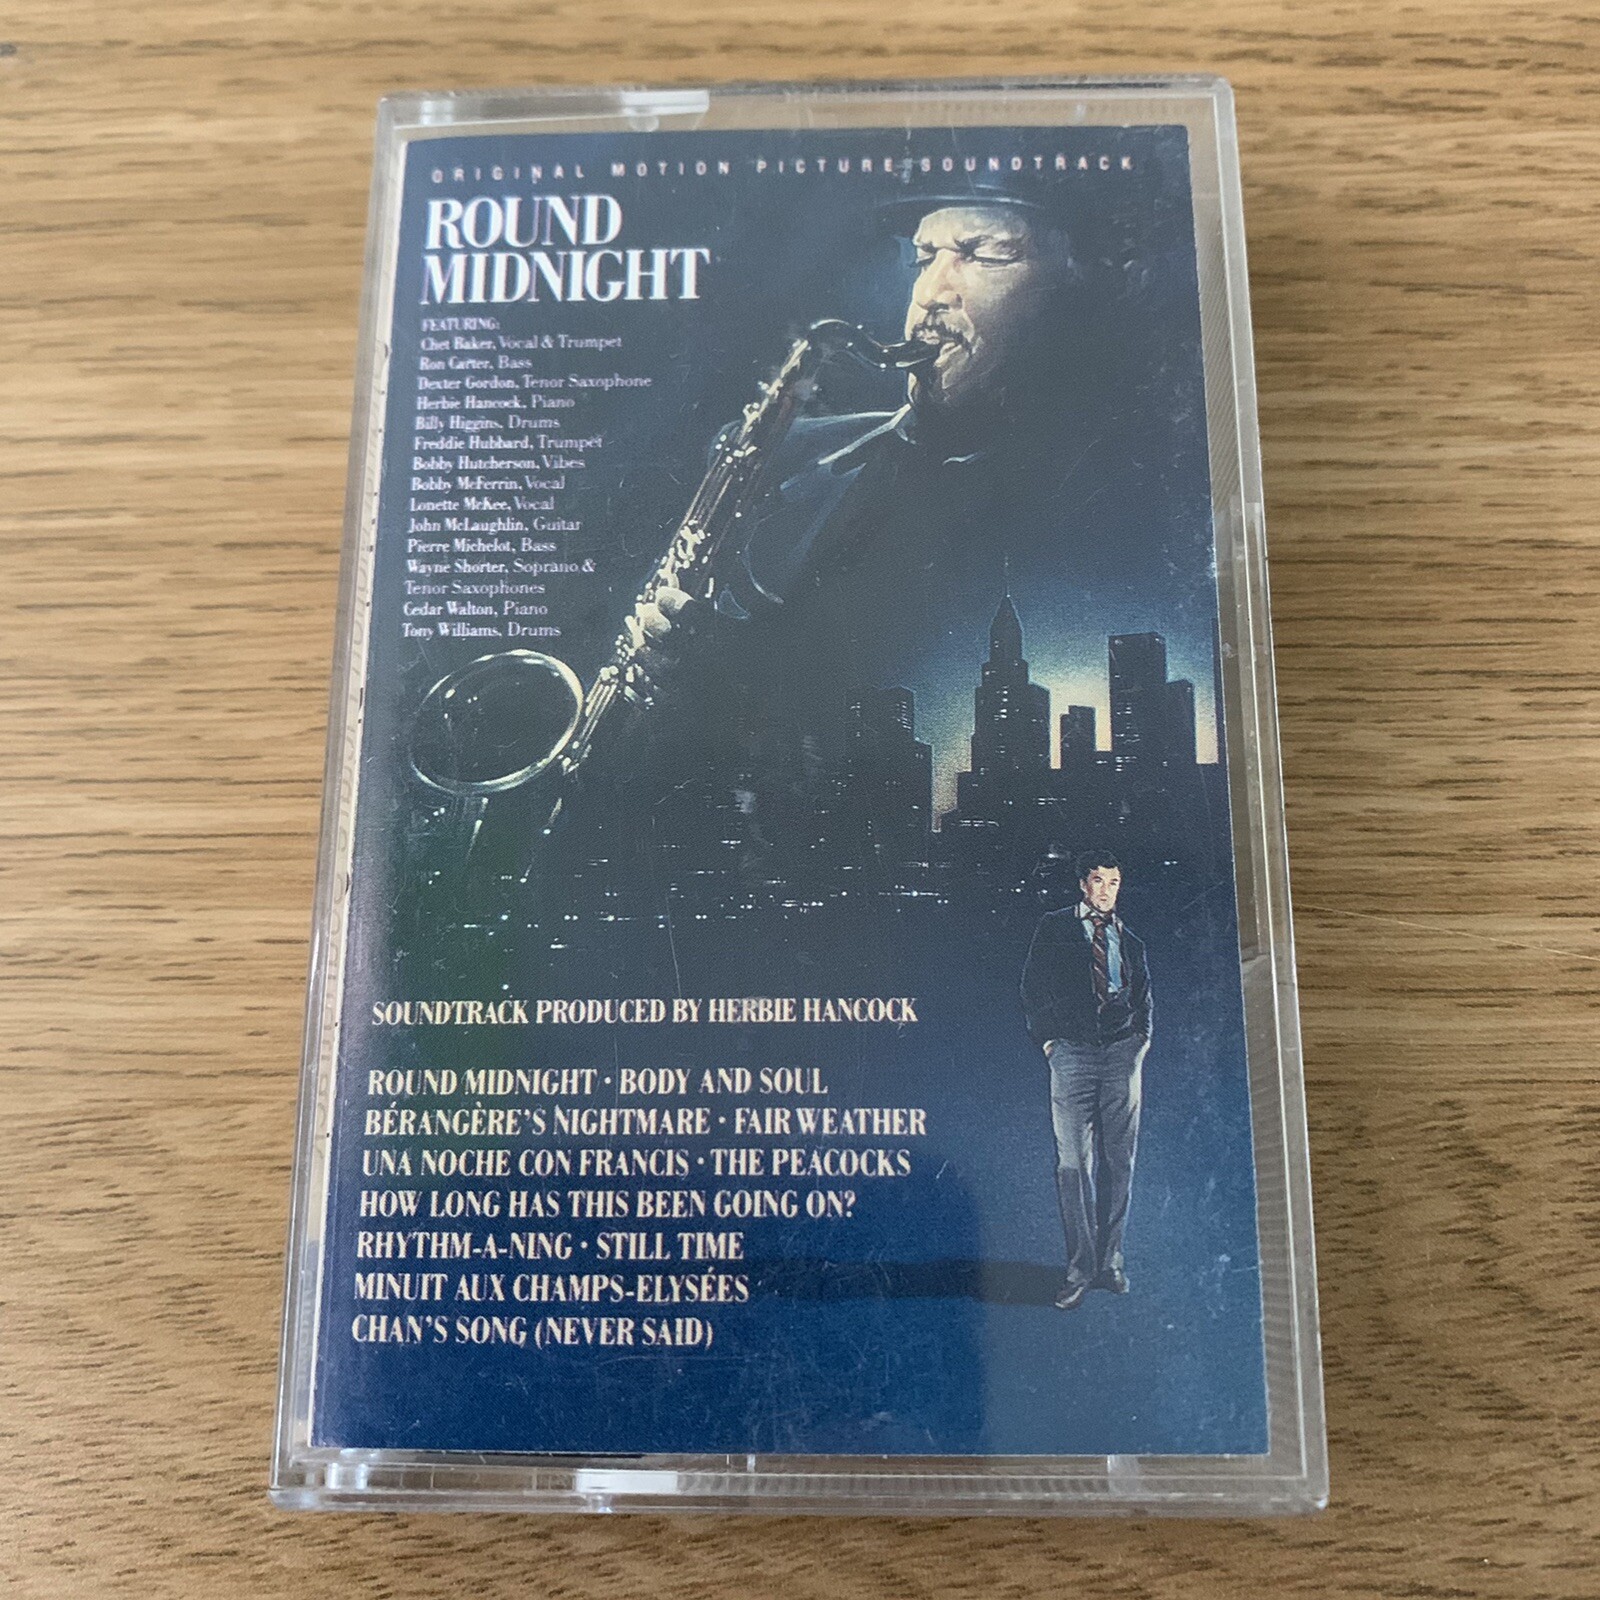 ORIGINAL MOTION PICTURE SOUNDTRACK
ROUND
MIDNIGHT
FEATURING:
Chet Baker, Vocal & Trumpet
Ron Carter, Bass
Dexter Gordon, Tenor Saxophone
Herbie Hancock, Piano
Billy Higgins, Drums
Freddie Hubbard, Trumpet
Bobby Hutcherson, Vibes
Bobby McFerrin, Vocal
Lonette McKee, Vocal
John McLaughlin, Guitar
Pierre Michelot, Bass
Wayne Shorter, Soprano &
Tenor Saxophones
Cedar Walton, Piano
Tony Williams, Drums
SOUNDTRACK PRODUCED BY HERBIE HANCOCK
ROUND MIDNIGHT · BODY AND SOUL
BÉRANGÈRE'S NIGHTMARE · FAIR WEATHER
UNA NOCHE CON FRANCIS · THE PEACOCKS
HOW LONG HAS THIS BEEN GOING ON?
RHYTHM-A-NING · STILL TIME
MINUIT AUX CHAMPS-ELYSÉES
CHAN'S SONG (NEVER SAID)